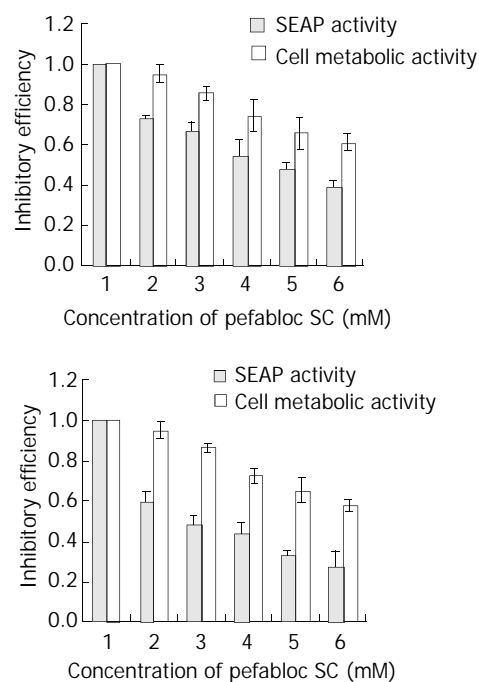 SEAP activity
Cell metabolic activity
Inhibitory efficiency
1.2
1.0
0.8
0.6
0.4
0.2
0.0
1 2 3 4 5 6
Concentration of pefabloc SC (mM)
SEAP activity
Cell metabolic activity
Inhibitory efficiency
1.2
1.0
0.8
0.6
0.4
0.2
0.0
1 2 3 4 5 6
Concentration of pefabloc SC (mM)